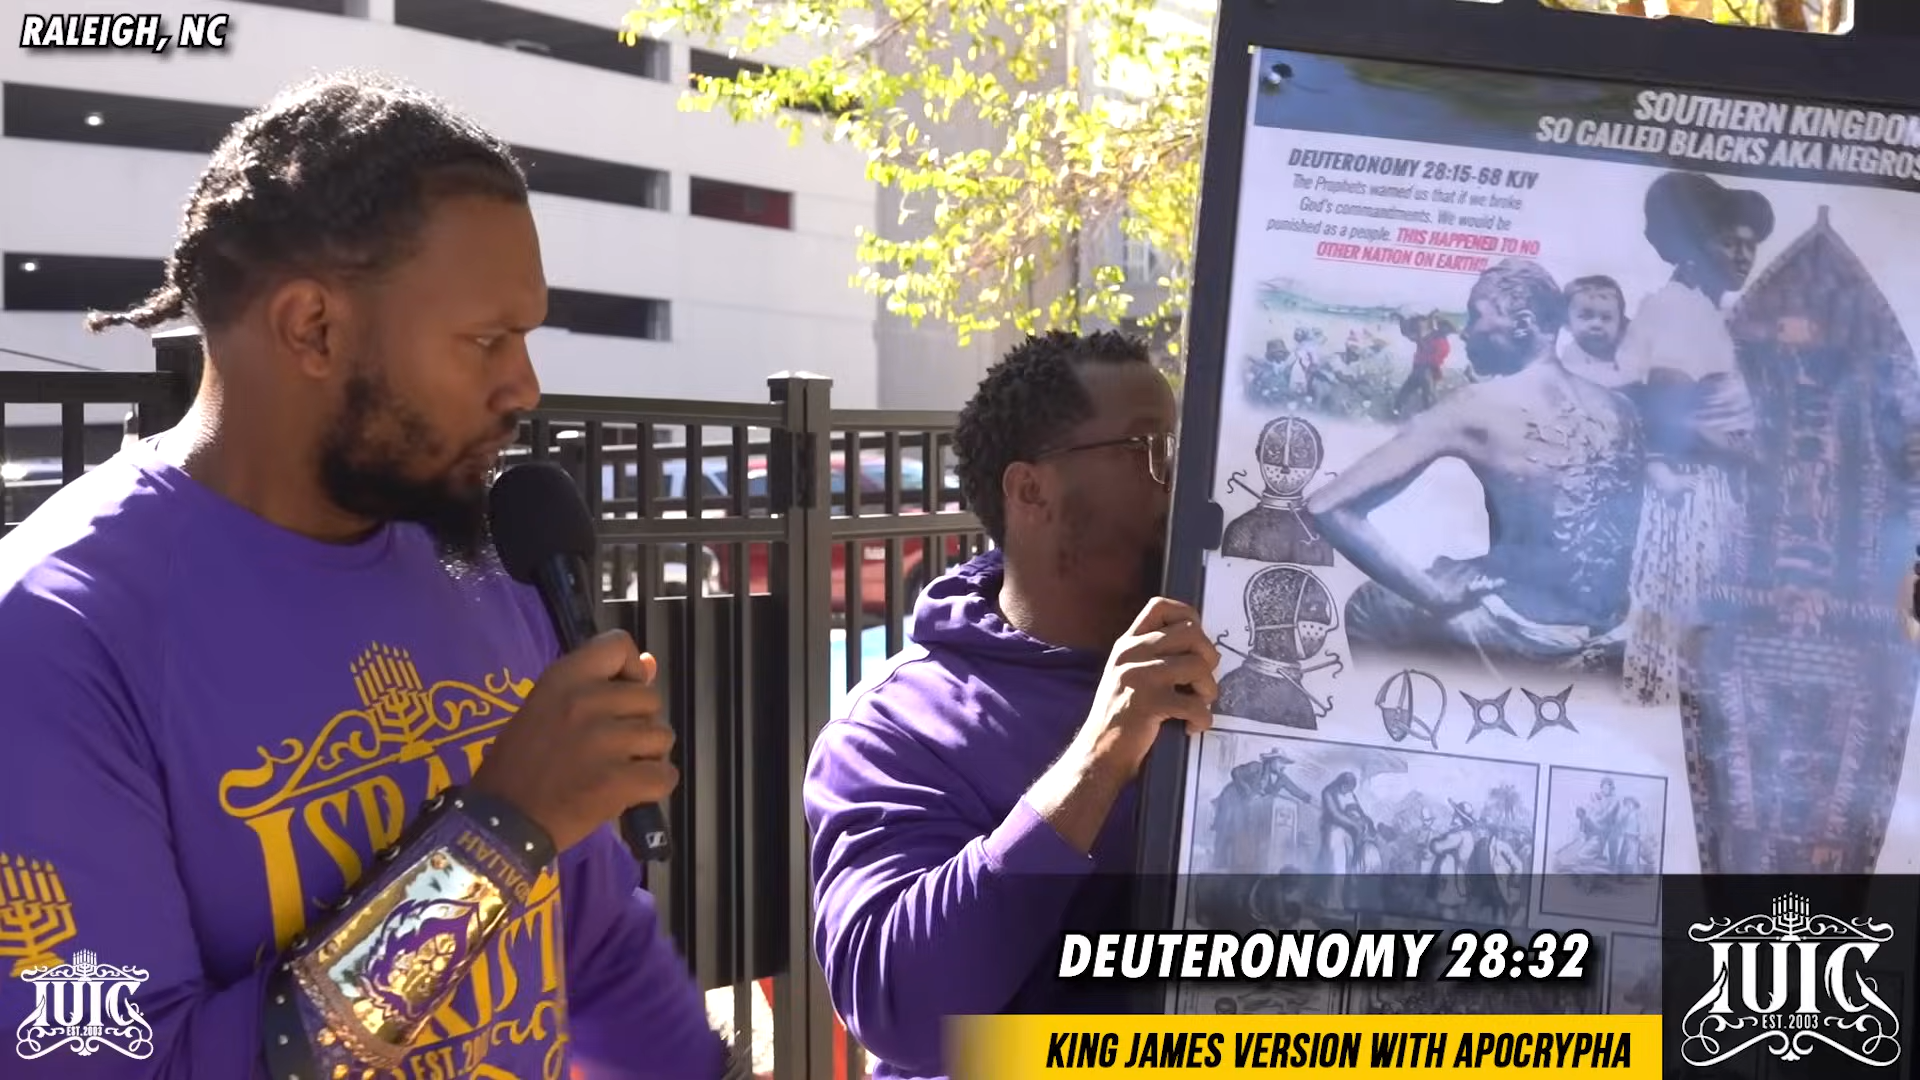 RALEIGH, NC
SOUTHERN KINGDOM
SO CALLED BLACKS AKA NEGROS
DEUTERONOMY 28:15-68 KJV
The Prophets warned us that if we broke
God's commandments. We would be
punished as a people. THIS HAPPENED TO NO
OTHER NATION ON EARTH!!
EST. 2003
IUIC
EST.2003
DEUTERONOMY 28:32
KING JAMES VERSION WITH APOCRYPHA
IUIC
EST.2003